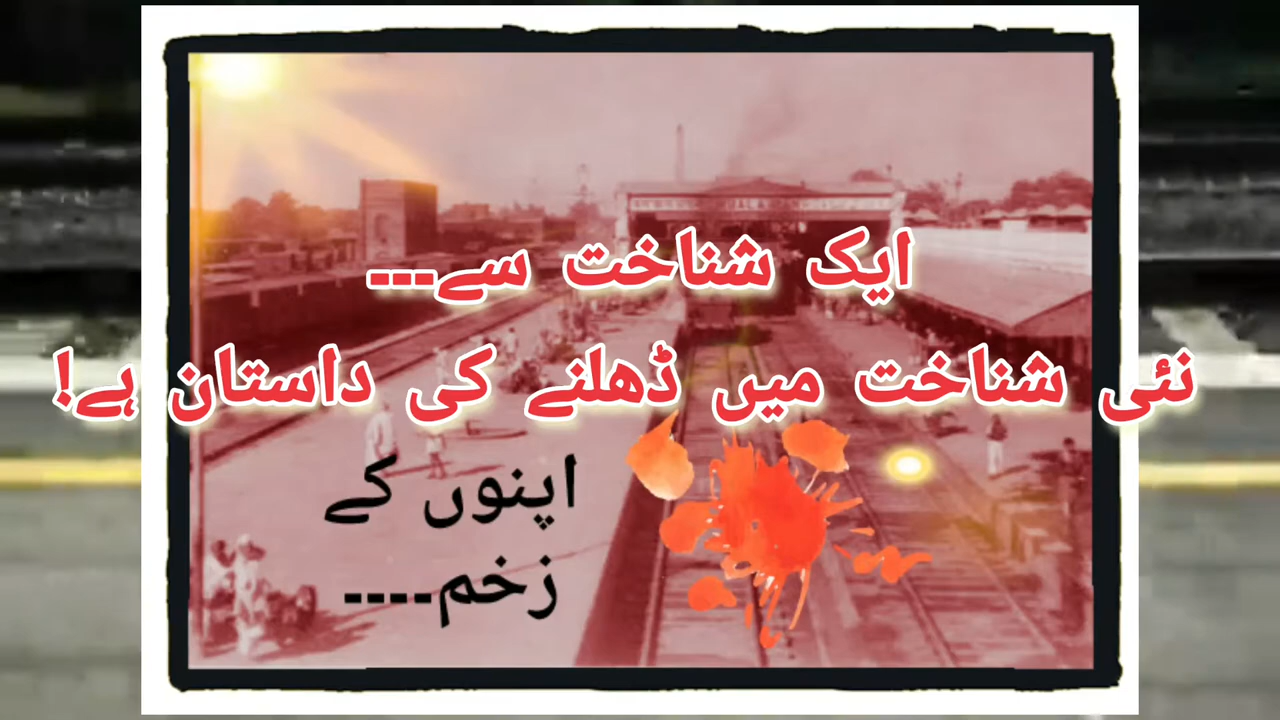 ایک شناخت سے---
نئی شناخت میں ڈھلنے کی داستان ہے!
اپنوں کے
زخم----